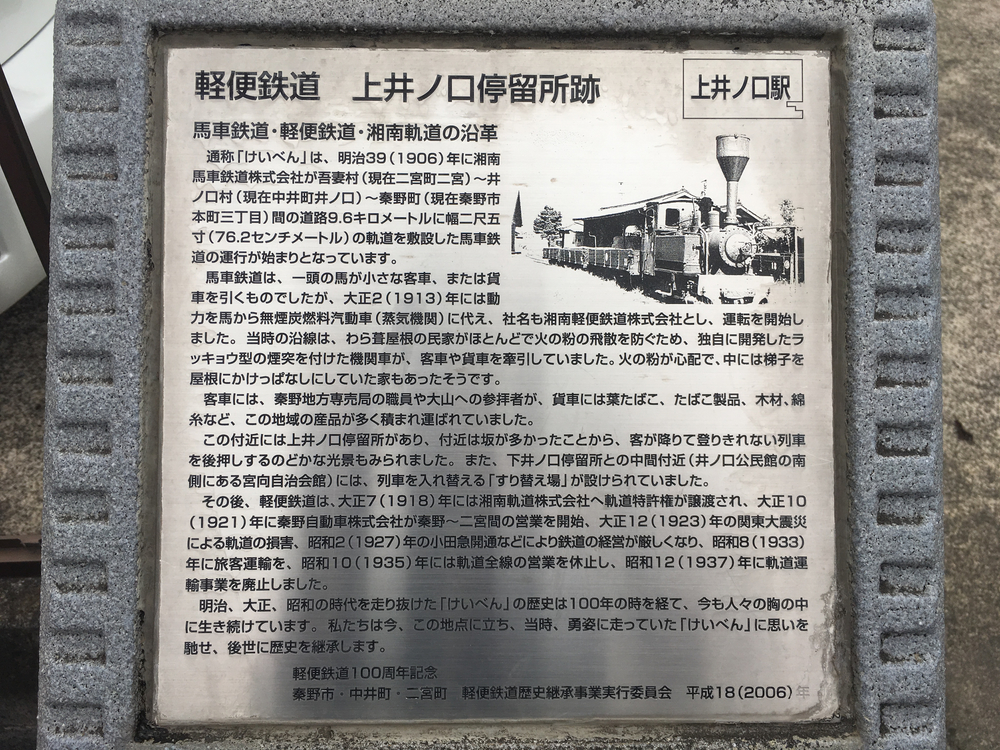 軽便鉄道　上井ノ口停留所跡
上井ノ口駅
馬車鉄道・軽便鉄道・湘南軌道の沿革
通称「けいべん」は、明治39（1906）年に湘南
馬車鉄道株式会社が吾妻村（現在二宮町二宮）～井
ノ口村（現在中井町井ノ口）～秦野町（現在秦野市
本町三丁目）間の道路9.6キロメートルに幅二尺五
寸（76.2センチメートル）の軌道を敷設した馬車鉄
道の運行が始まりとなっています。
馬車鉄道は、一頭の馬が小さな客車、または貨
車を引くものでしたが、大正2（1913）年には動
力を馬から無煙炭燃料汽動車（蒸気機関）に代え、社名も湘南軽便鉄道株式会社とし、運転を開始し
ました。当時の沿線は、わら葺屋根の民家がほとんどで火の粉の飛散を防ぐため、独自に開発したラ
ッキョウ型の煙突を付けた機関車が、客車や貨車を牽引していました。火の粉が心配で、中には梯子を
屋根にかけっぱなしにしていた家もあったそうです。
客車には、秦野地方専売局の職員や大山への参拝者が、貨車には葉たばこ、たばこ製品、木材、綿
糸など、この地域の産品が多く積まれ運ばれていました。
この付近には上井ノ口停留所があり、付近は坂が多かったことから、客が降りて登りきれない列車
を後押しするのどかな光景もみられました。また、下井ノ口停留所との中間付近（井ノ口公民館の南
側にある宮向自治会館）には、列車を入れ替える「すり替え場」が設けられていました。
その後、軽便鉄道は、大正7（1918）年には湘南軌道株式会社へ軌道特許権が譲渡され、大正10
（1921）年に秦野自動車株式会社が秦野～二宮間の営業を開始、大正12（1923）年の関東大震災
による軌道の損害、昭和2（1927）年の小田急開通などにより鉄道の経営が厳しくなり、昭和8（1933）
年に旅客運輸を、昭和10（1935）年には軌道全線の営業を休止し、昭和12（1937）年に軌道運
輸事業を廃止しました。
明治、大正、昭和の時代を走り抜けた「けいべん」の歴史は100年の時を経て、今も人々の胸の中
に生き続けています。私たちは今、この地点に立ち、当時、勇姿に走っていた「けいべん」に思いを
馳せ、後世に歴史を継承します。
軽便鉄道100周年記念
秦野市・中井町・二宮町　軽便鉄道歴史継承事業実行委員会　平成18（2006）年